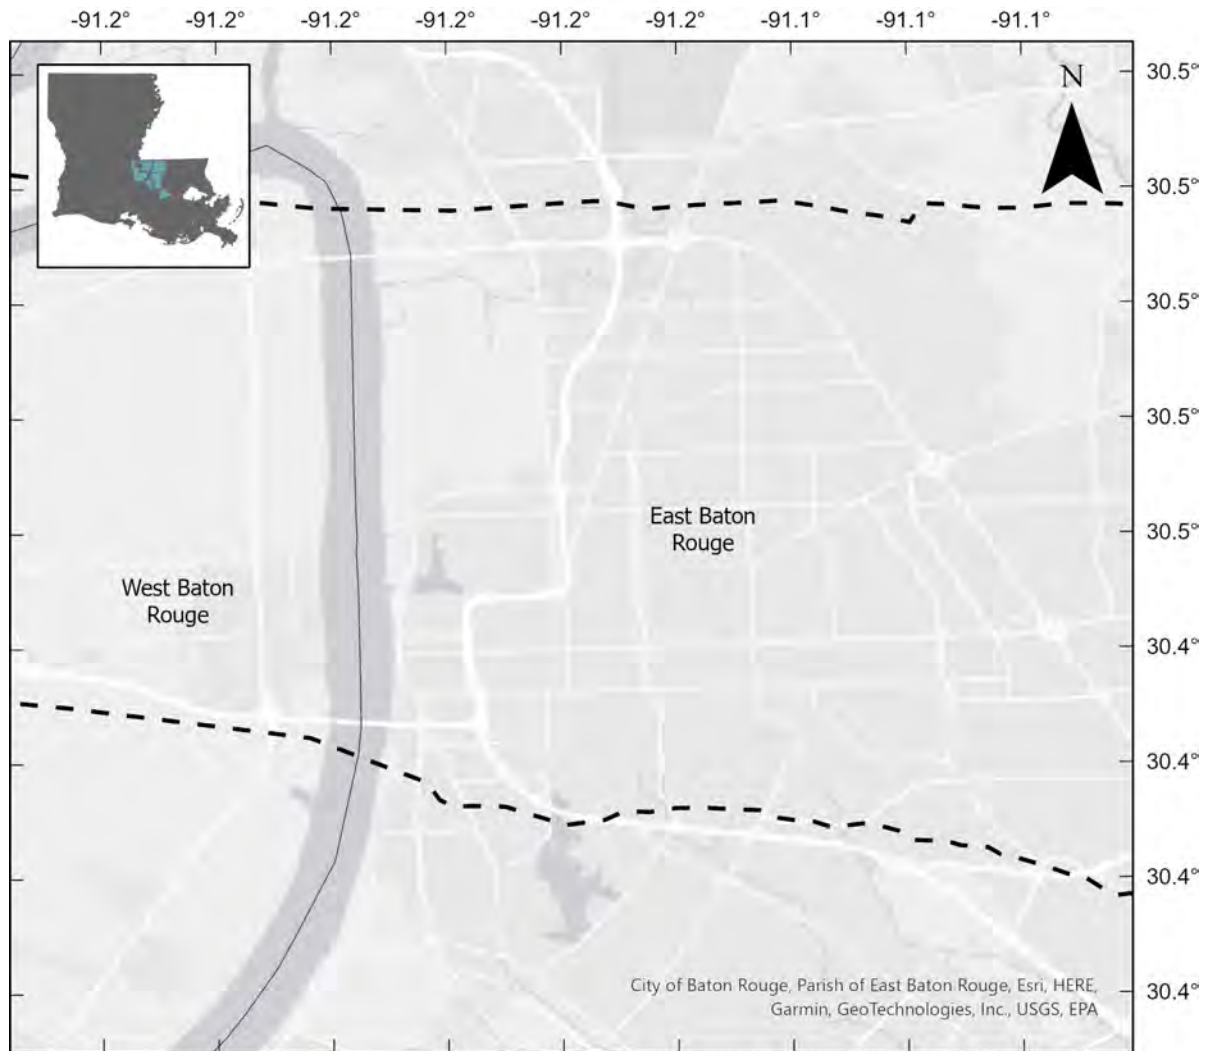 -91.2° -91.2° -91.2° -91.2° -91.2° -91.2° -91.1° -91.1° -91.1°
30.5°
N
30.5°
30.5°
30.5°
East Baton
Rouge
30.5°
West Baton
Rouge
30.4°
30.4°
30.4°
City of Baton Rouge, Parish of East Baton Rouge, Esri, HERE,
Garmin, GeoTechnologies, Inc., USGS, EPA
30.4°